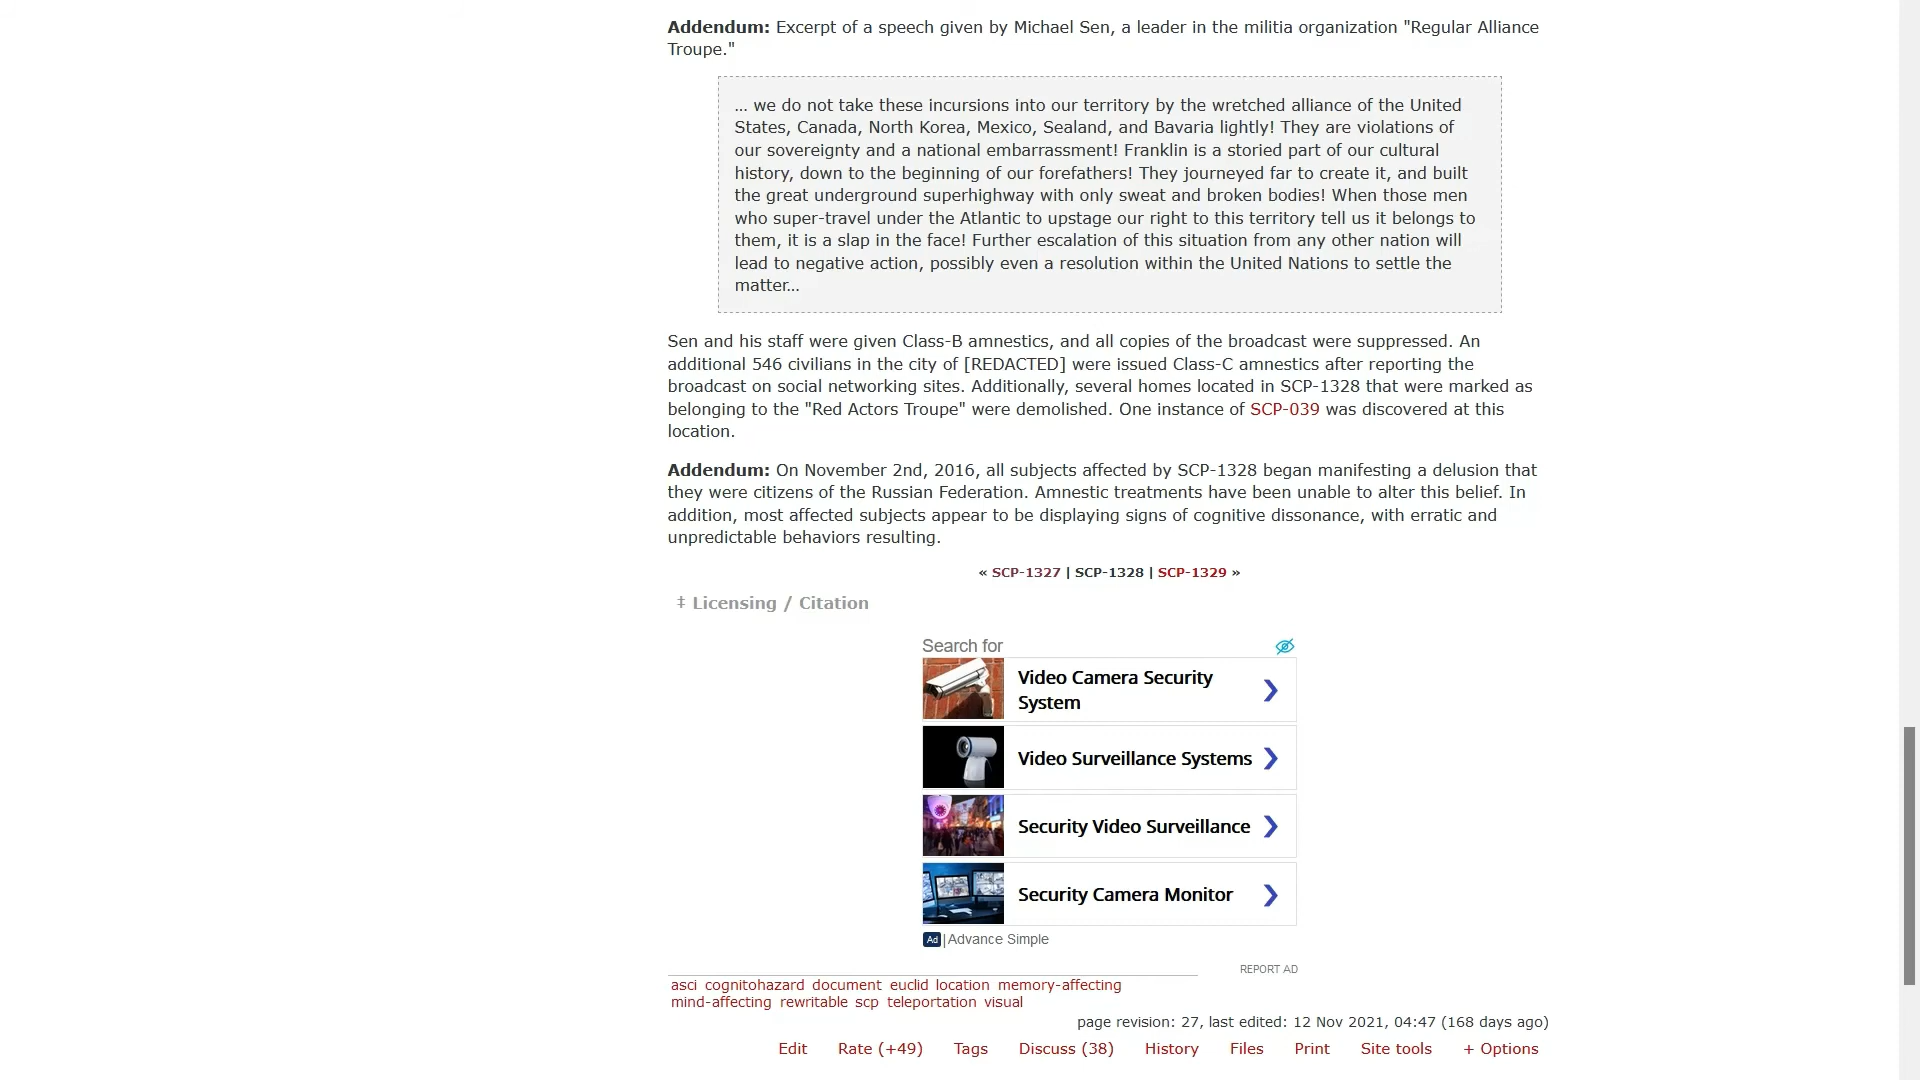 Addendum: Excerpt of a speech given by Michael Sen, a leader in the militia organization "Regular Alliance
Troupe."
... we do not take these incursions into our territory by the wretched alliance of the United
States, Canada, North Korea, Mexico, Sealand, and Bavaria lightly! They are violations of
our sovereignty and a national embarrassment! Franklin is a storied part of our cultural
history, down to the beginning of our forefathers! They journeyed far to create it, and built
the great underground superhighway with only sweat and broken bodies! When those men
who super-travel under the Atlantic to upstage our right to this territory tell us it belongs to
them, it is a slap in the face! Further escalation of this situation from any other nation will
lead to negative action, possibly even a resolution within the United Nations to settle the
matter...
Sen and his staff were given Class-B amnestics, and all copies of the broadcast were suppressed. An
additional 546 civilians in the city of [REDACTED] were issued Class-C amnestics after reporting the
broadcast on social networking sites. Additionally, several homes located in SCP-1328 that were marked as
belonging to the "Red Actors Troupe" were demolished. One instance of SCP-039 was discovered at this
location.
Addendum: On November 2nd, 2016, all subjects affected by SCP-1328 began manifesting a delusion that
they were citizens of the Russian Federation. Amnestic treatments have been unable to alter this belief. In
addition, most affected subjects appear to be displaying signs of cognitive dissonance, with erratic and
unpredictable behaviors resulting.
« SCP-1327 | SCP-1328 | SCP-1329 »
‡ Licensing / Citation
Search for
Video Camera Security
System
Video Surveillance Systems
Security Video Surveillance
Security Camera Monitor
Ad | Advance Simple
REPORT AD
asci cognitohazard document euclid location memory-affecting
mind-affecting rewritable scp teleportation visual
page revision: 27, last edited: 12 Nov 2021, 04:47 (168 days ago)
Edit Rate (+49) Tags Discuss (38) History Files Print Site tools + Options